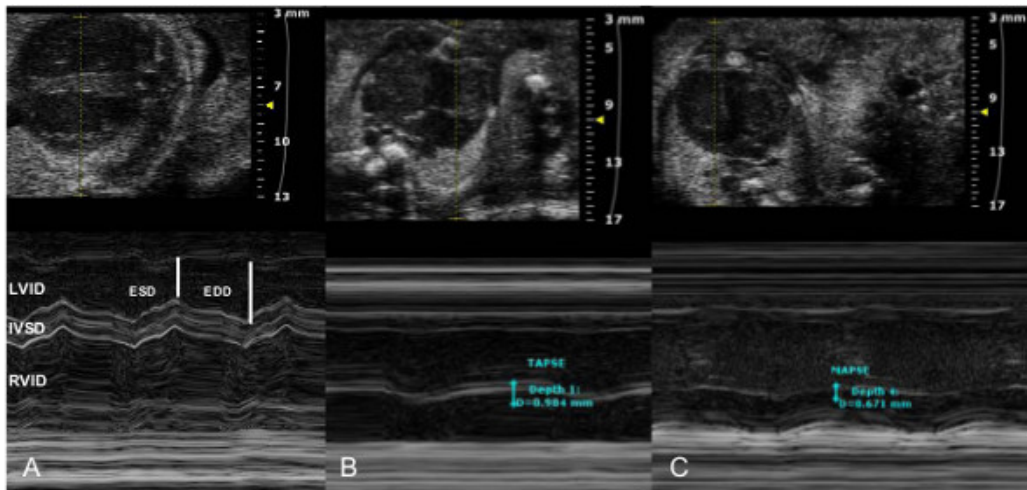 3 mm
7
10
13
3 mm
5
9
13
17
3 mm
5
9
13
17
LVID
ESD
EDD
IVSD
RVID
A
TAPSE
Depth 1:
D=0.984 mm
B
MAPSE
Depth 4:
D=0.671 mm
C